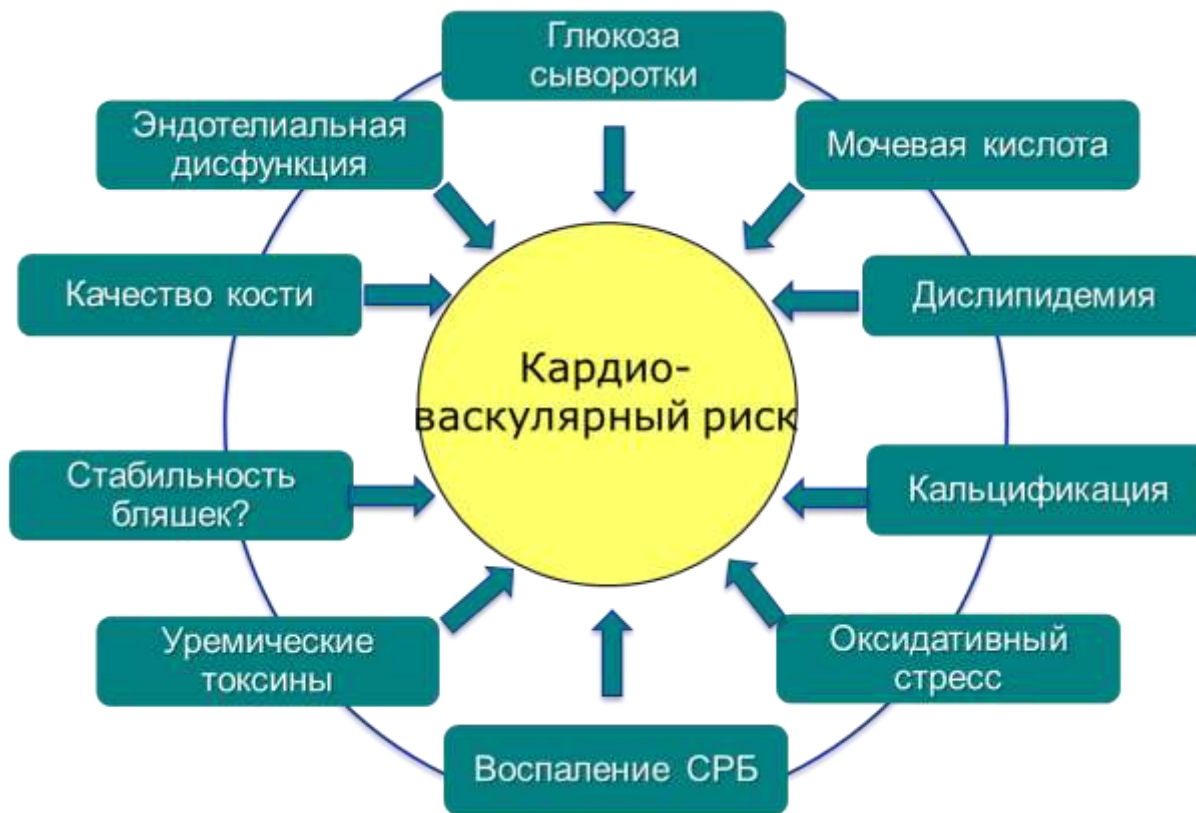 Глюкоза
сыворотки
Эндотелиальная
дисфункция
Мочевая кислота
Качество кости
Дислипидемия
Кардио-
васкулярный риск
Стабильность
бляшек?
Кальцификация
Уремические
токсины
Оксидативный
стресс
Воспаление СРБ